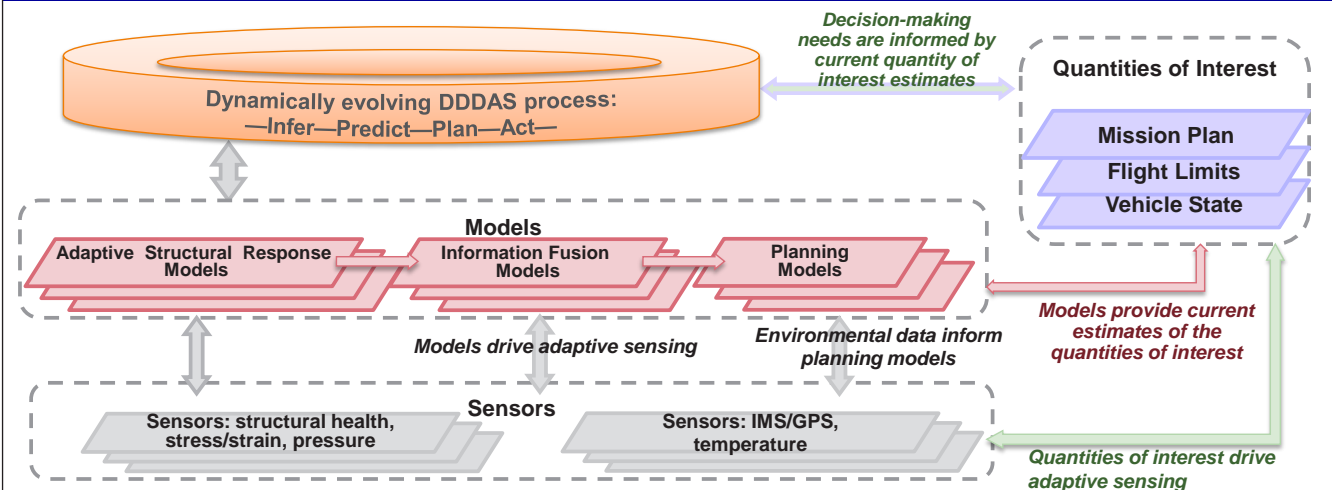 Decision-making
needs are informed by
current quantity of
interest estimates
Quantities of Interest
Dynamically evolving DDDAS process:
—Infer—Predict—Plan—Act—
Mission Plan
Flight Limits
Vehicle State
Models
Adaptive Structural Response
Models
Information Fusion
Models
Planning
Models
Models provide current
estimates of the
quantities of interest
Models drive adaptive sensing
Environmental data inform
planning models
Sensors
Sensors: structural health,
stress/strain, pressure
Sensors: IMS/GPS,
temperature
Quantities of interest drive
adaptive sensing